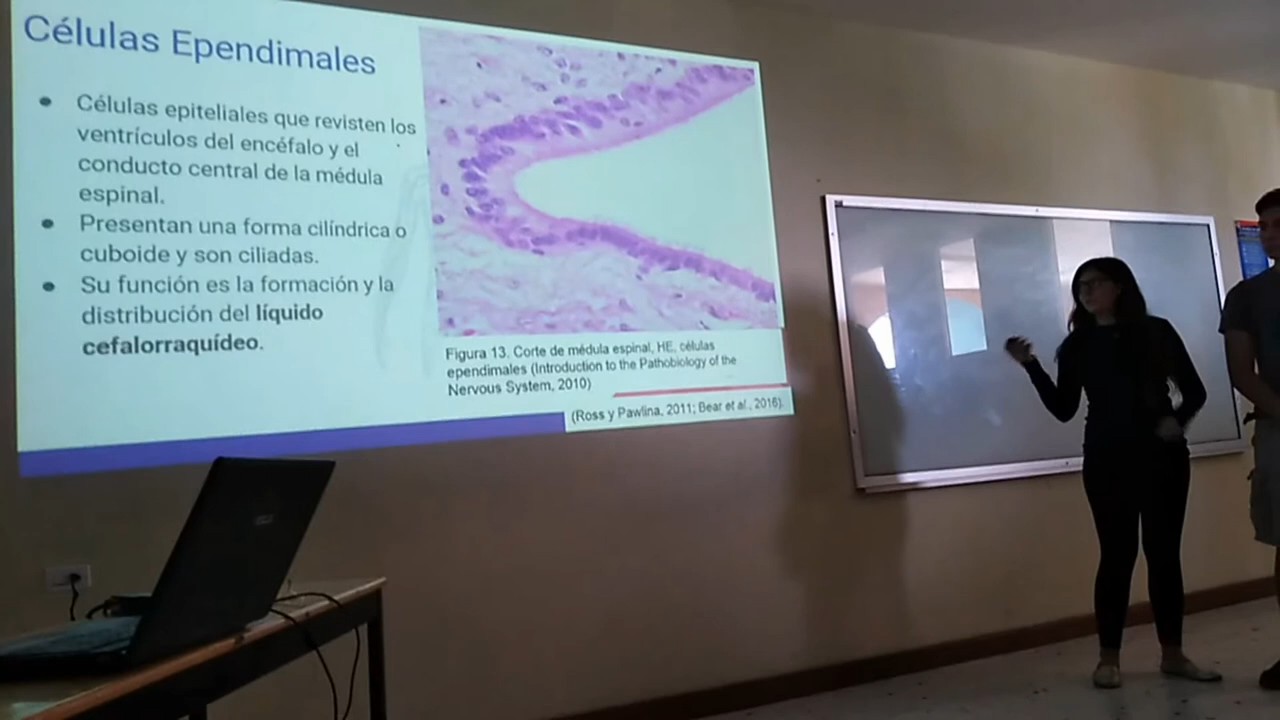 Células Ependimales
● Células epiteliales que revisten los
ventrículos del encéfalo y el
conducto central de la médula
espinal.
● Presentan una forma cilíndrica o
cuboide y son ciliadas.
● Su función es la formación y la
distribución del líquido
cefalorraquídeo.
Figura 13. Corte de médula espinal, HE, células
ependimales (Introduction to the Pathobiology of the
Nervous System, 2010)
(Ross y Pawlina, 2011; Bear et al., 2016).